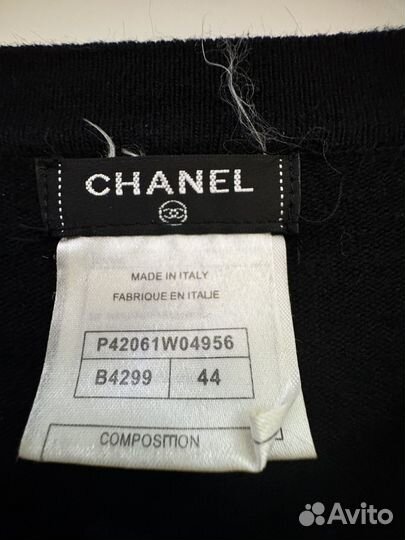 CHANEL
MADE IN ITALY
FABRIQUE EN ITALIE
P42061W04956
B4299 44
COMPOSITION
Avito